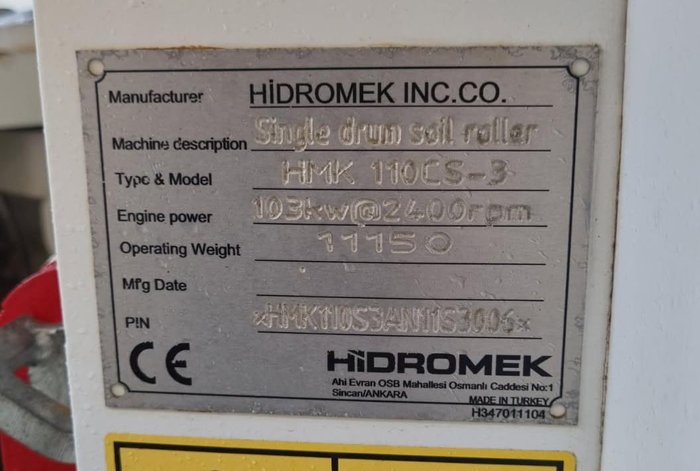 Manufacturer HİDROMEK INC.CO.
Machine description Single drum soil roller
Type & Model HMK 110CS-3
Engine power 103kw@2400rpm
Operating Weight 11150
Mfg Date
PIN *HMK110S3AN11S3006*
CE HİDROMEK
Ahi Evran OSB Mahallesi Osmanlı Caddesi No:1
Sincan/ANKARA MADE IN TURKEY
H347011104